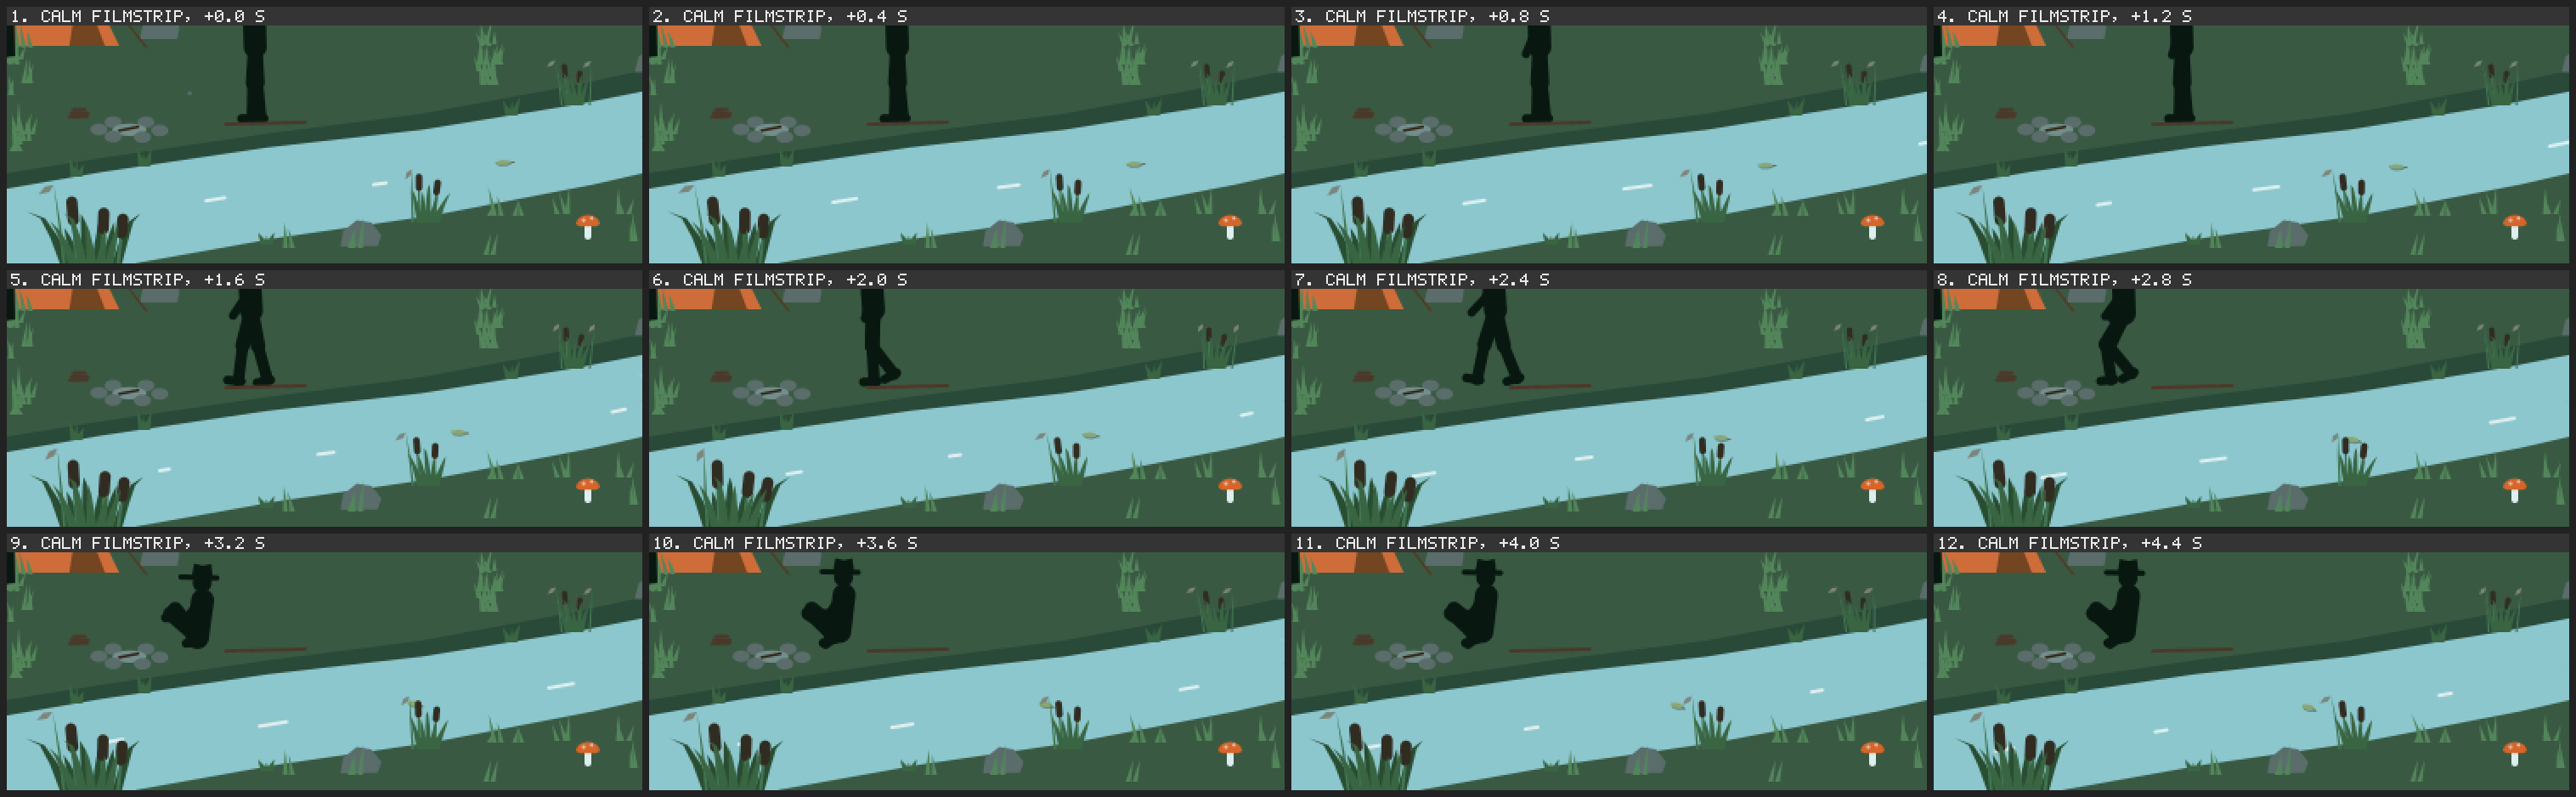 1. CALM FILMSTRIP, +0.0 S
2. CALM FILMSTRIP, +0.4 S
3. CALM FILMSTRIP, +0.8 S
4. CALM FILMSTRIP, +1.2 S
5. CALM FILMSTRIP, +1.6 S
6. CALM FILMSTRIP, +2.0 S
7. CALM FILMSTRIP, +2.4 S
8. CALM FILMSTRIP, +2.8 S
9. CALM FILMSTRIP, +3.2 S
10. CALM FILMSTRIP, +3.6 S
11. CALM FILMSTRIP, +4.0 S
12. CALM FILMSTRIP, +4.4 S